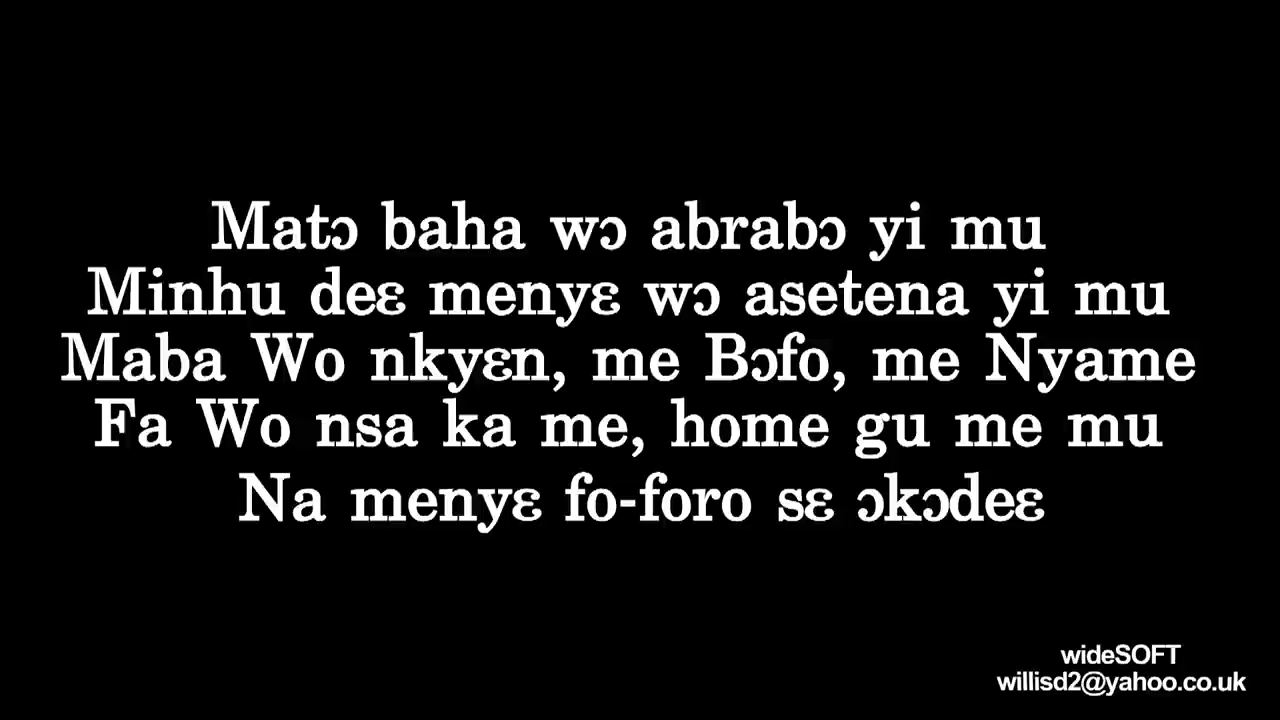 Matɔ baha wɔ abrabɔ yi mu
Minhu deɛ menyɛ wɔ asetena yi mu
Maba Wo nkyɛn, me Bɔfo, me Nyame
Fa Wo nsa ka me, home gu me mu
Na menyɛ fo-foro sɛ ɔkɔdeɛ
wideSOFT
willisd2@yahoo.co.uk